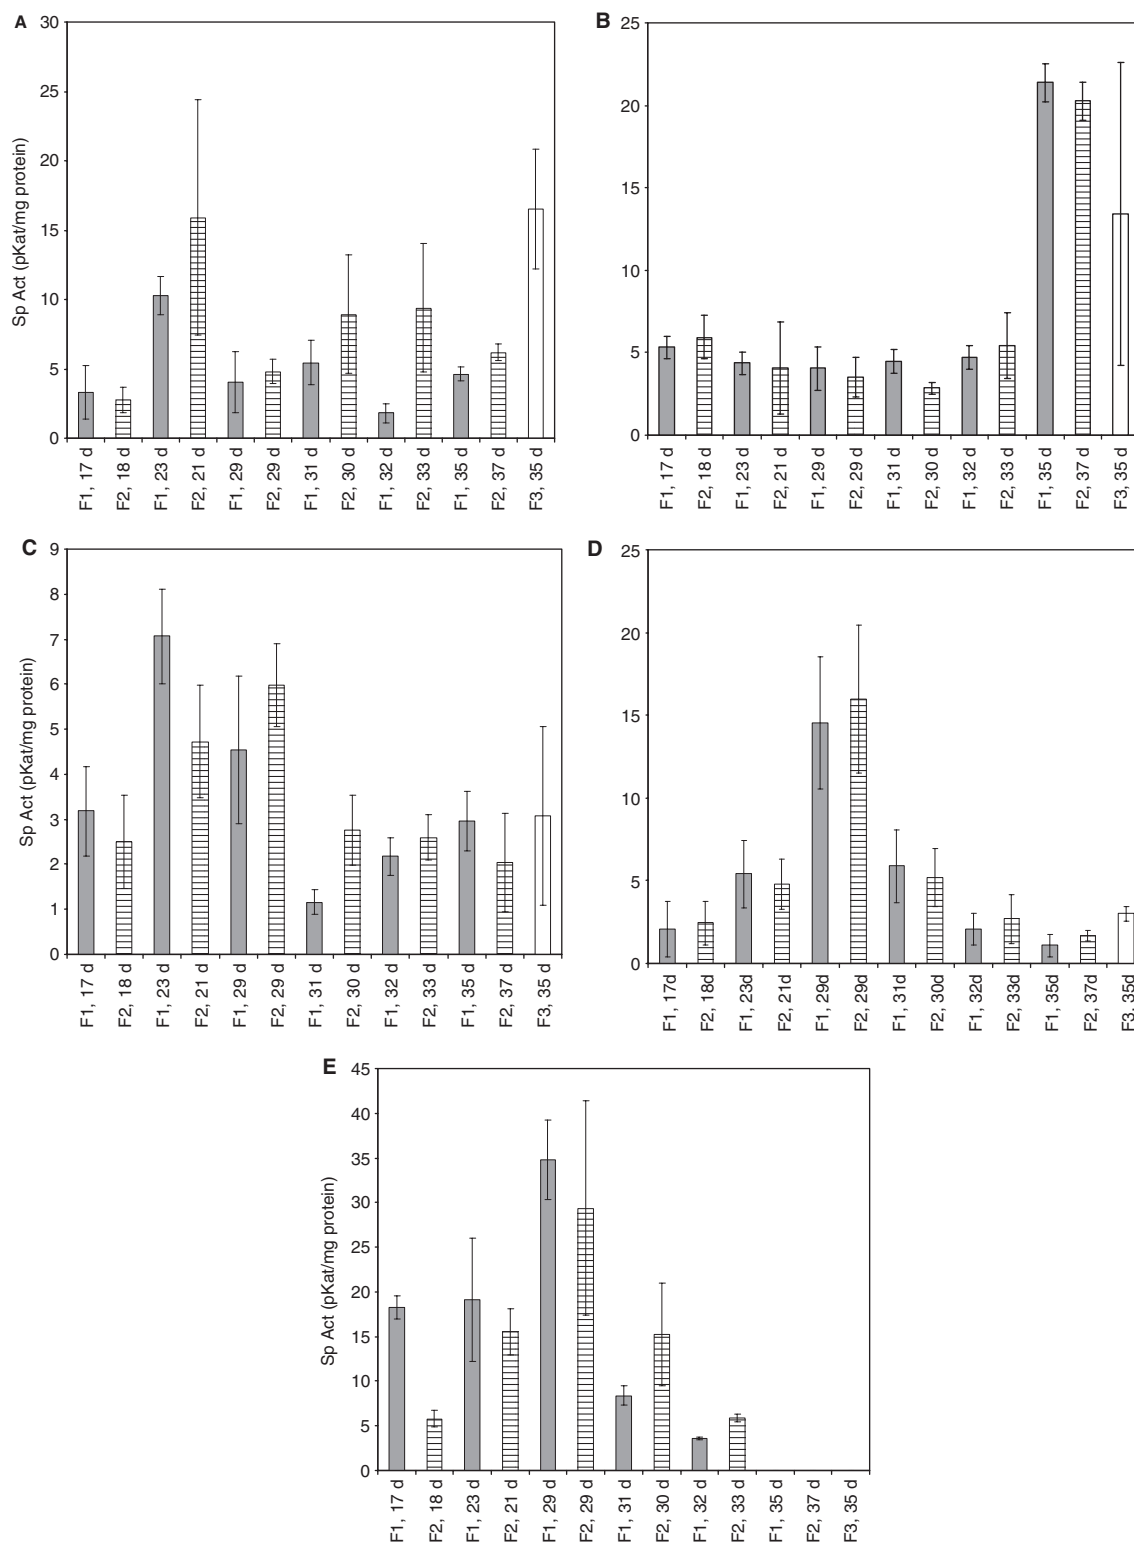 A
30
25
20
15
10
5
0
Sp Act (pKat/mg protein)
F1, 17 d
F2, 18 d
F1, 23 d
F2, 21 d
F1, 29 d
F2, 29 d
F1, 31 d
F2, 30 d
F1, 32 d
F2, 33 d
F1, 35 d
F2, 37 d
F3, 35 d
B
25
20
15
10
5
0
F1, 17 d
F2, 18 d
F1, 23 d
F2, 21 d
F1, 29 d
F2, 29 d
F1, 31 d
F2, 30 d
F1, 32 d
F2, 33 d
F1, 35 d
F2, 37 d
F3, 35 d
C
9
8
7
6
5
4
3
2
1
0
Sp Act (pKat/mg protein)
F1, 17 d
F2, 18 d
F1, 23 d
F2, 21 d
F1, 29 d
F2, 29 d
F1, 31 d
F2, 30 d
F1, 32 d
F2, 33 d
F1, 35 d
F2, 37 d
F3, 35 d
D
25
20
15
10
5
0
F1, 17d
F2, 18d
F1, 23d
F2, 21d
F1, 29d
F2, 29d
F1, 31d
F2, 30d
F1, 32d
F2, 33d
F1, 35d
F2, 37d
F3, 35d
E
45
40
35
30
25
20
15
10
5
0
Sp Act (pKat/mg protein)
F1, 17 d
F2, 18 d
F1, 23 d
F2, 21 d
F1, 29 d
F2, 29 d
F1, 31 d
F2, 30 d
F1, 32 d
F2, 33 d
F1, 35 d
F2, 37 d
F3, 35 d